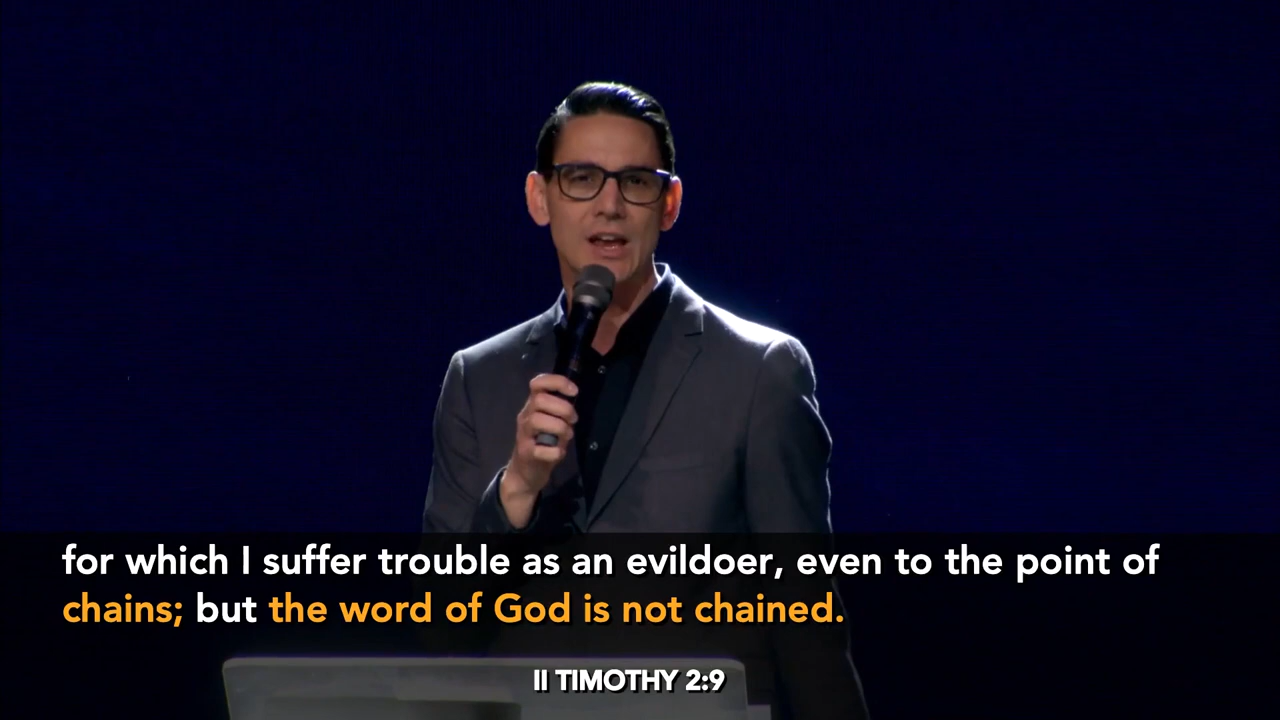 for which I suffer trouble as an evildoer, even to the point of
chains; but the word of God is not chained.
II TIMOTHY 2:9